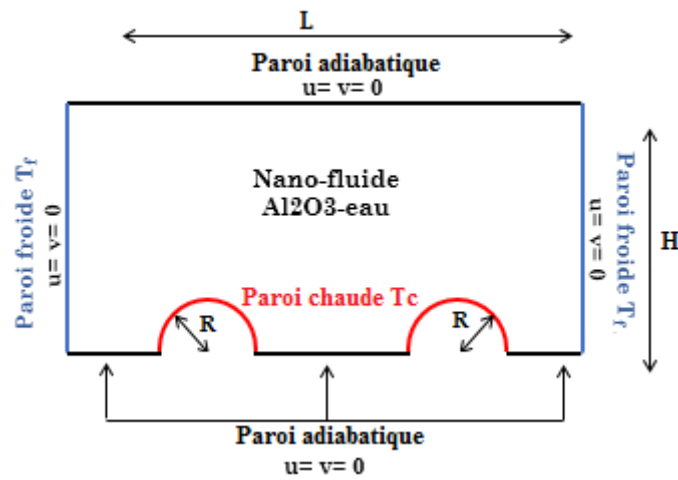 L
Paroi adiabatique
u= v= 0
Paroi froide Tf
u= v= 0
Nano-fluide
Al2O3-eau
Paroi froide Tf
u= v= 0
H
Paroi chaude Tc
R
R
Paroi adiabatique
u= v= 0